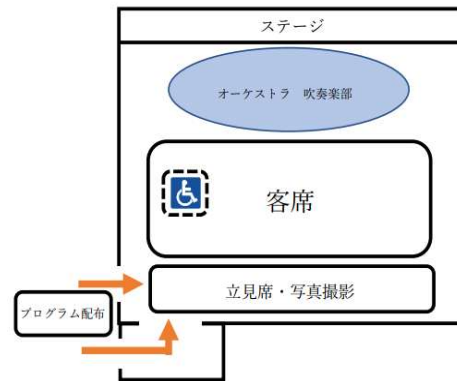 ステージ
オーケストラ　吹奏楽部
客席
立見席・写真撮影
プログラム配布